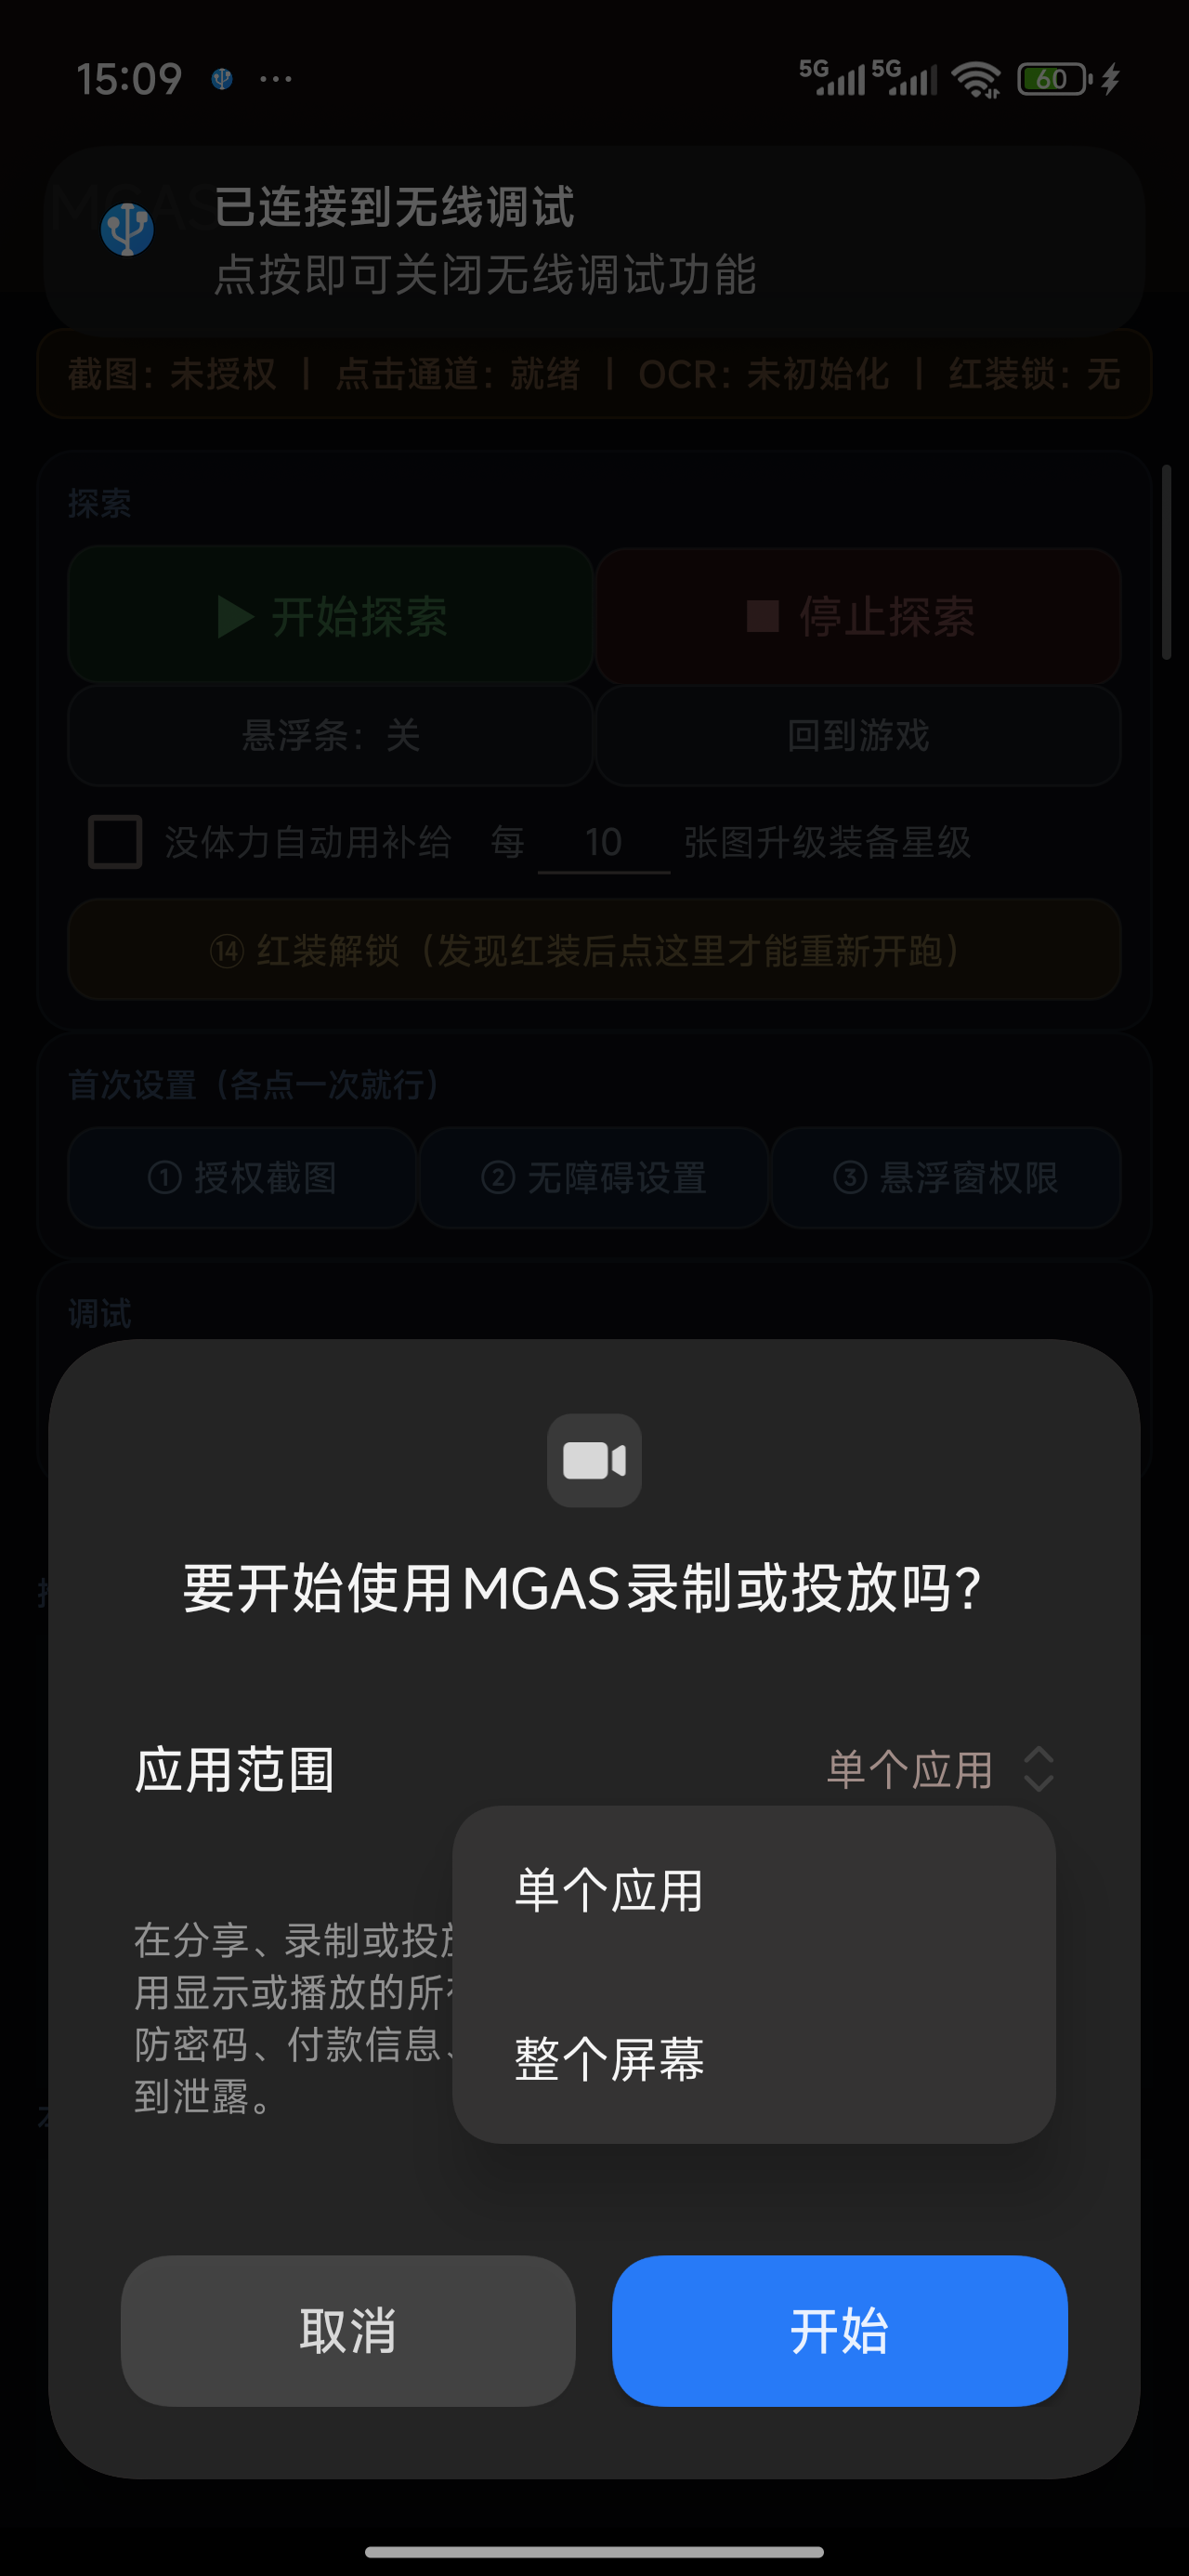 15:09 ... 5G 5G 60
MGAS
已连接到无线调试
点按即可关闭无线调试功能
截图：未授权 | 点击通道：就绪 | OCR：未初始化 | 红装锁：无
探索
▶ 开始探索 ■ 停止探索
悬浮条：关 回到游戏
没体力自动用补给 每 10 张图升级装备星级
⑭ 红装解锁（发现红装后点这里才能重新开跑）
首次设置（各点一次就行）
① 授权截图 ② 无障碍设置 ③ 悬浮窗权限
调试
要开始使用MGAS录制或投放吗？
应用范围 单个应用
单个应用
整个屏幕
在分享、录制或投放
用显示或播放的所有
防密码、付款信息、
到泄露。
取消 开始